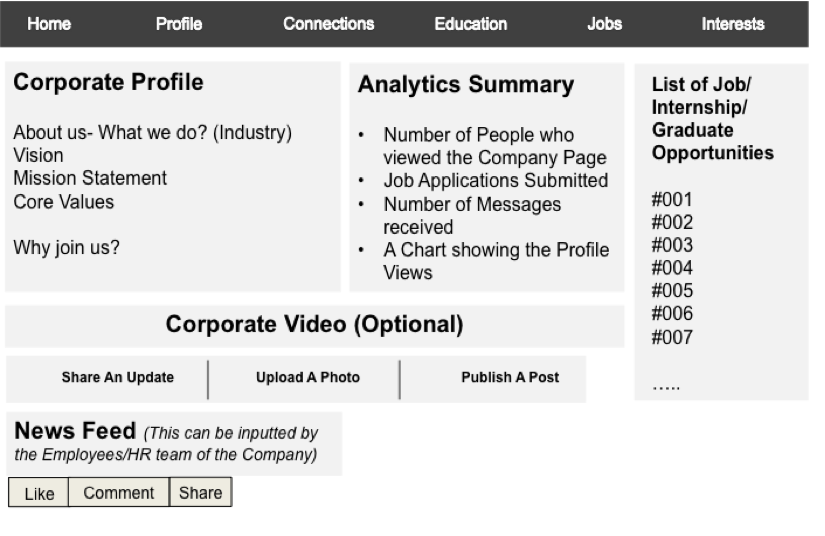 Home Profile Connections Education Jobs Interests
Corporate Profile
About us- What we do? (Industry)
Vision
Mission Statement
Core Values
Why join us?
Analytics Summary
• Number of People who
viewed the Company Page
• Job Applications Submitted
• Number of Messages
received
• A Chart showing the Profile
Views
List of Job/
Internship/
Graduate
Opportunities
#001
#002
#003
#004
#005
#006
#007
…..
Corporate Video (Optional)
Share An Update Upload A Photo Publish A Post
News Feed (This can be inputted by
the Employees/HR team of the Company)
Like Comment Share